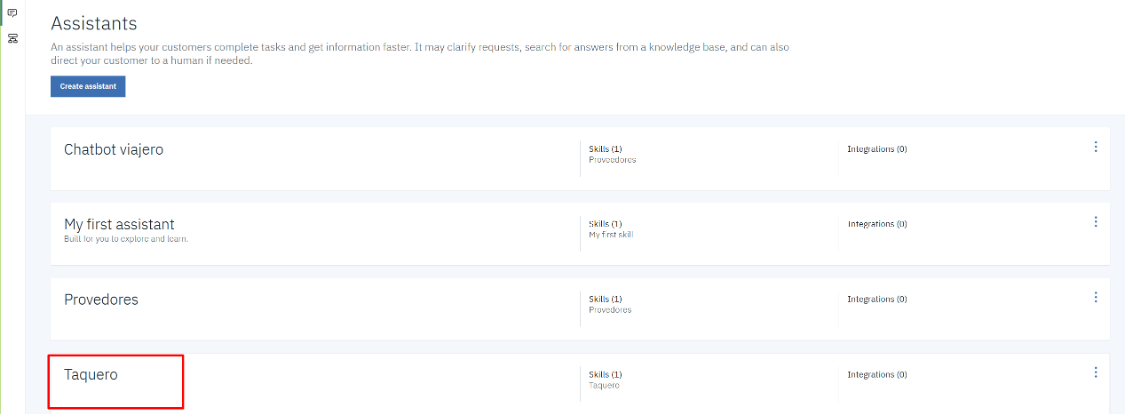 Assistants
An assistant helps your customers complete tasks and get information faster. It may clarify requests, search for answers from a knowledge base, and can also
direct your customer to a human if needed.
Create assistant
Chatbot viajero
Skills (1)
Proveedores
Integrations (0)
My first assistant
Built for you to explore and learn.
Skills (1)
My first skill
Integrations (0)
Provedores
Skills (1)
Provedores
Integrations (0)
Taquero
Skills (1)
Taquero
Integrations (0)